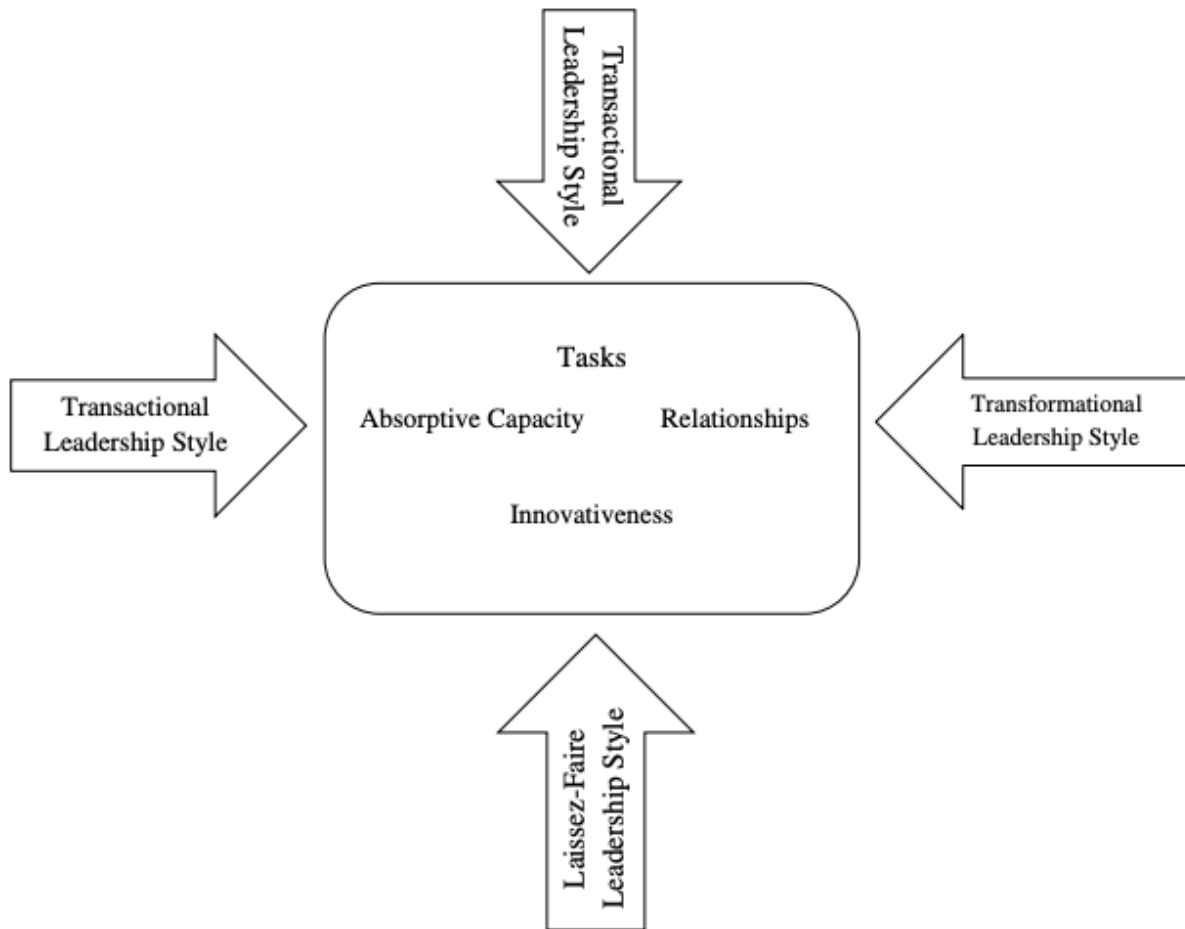 Transactional
Leadership Style
Tasks
Transactional
Leadership Style
Absorptive Capacity
Relationships
Transformational
Leadership Style
Innovativeness
Laissez-Faire
Leadership Style